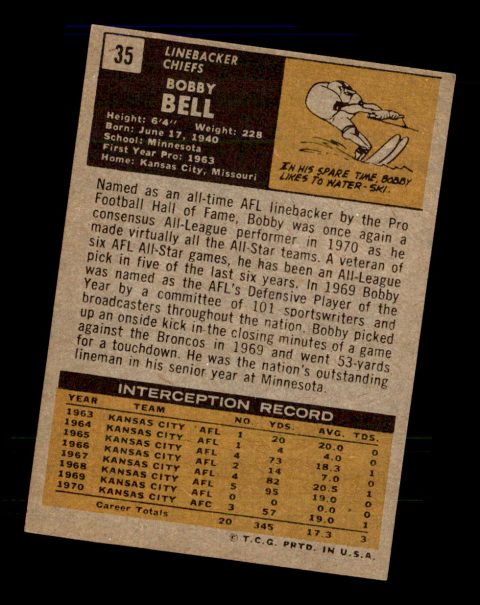 35
LINEBACKER
CHIEFS
BOBBY
BELL
Height: 6'4" Weight: 228
Born: June 17, 1940
School: Minnesota
First Year Pro: 1963
Home: Kansas City, Missouri
IN HIS SPARE TIME, BOBBY
LIKES TO WATER-SKI.
Named as an all-time AFL linebacker by the Pro
Football Hall of Fame, Bobby was once again a
consensus All-League performer in 1970 as he
made virtually all the All-Star teams. A veteran of
six AFL All-Star games, he has been an All-League
pick in five of the last six years. In 1969 Bobby
was named as the AFL's Defensive Player of the
Year by a committee of 101 sportswriters and
broadcasters throughout the nation. Bobby picked
up an onside kick in the closing minutes of a game
against the Broncos in 1969 and went 53-yards
for a touchdown. He was the nation's outstanding
lineman in his senior year at Minnesota.
INTERCEPTION RECORD
YEAR TEAM NO. YDS. AVG. TDS.
1963 KANSAS CITY AFL 1 20 20.0 0
1964 KANSAS CITY AFL 1 4 4.0 0
1965 KANSAS CITY AFL 4 73 18.3 1
1966 KANSAS CITY AFL 2 14 7.0 0
1967 KANSAS CITY AFL 4 82 20.5 1
1968 KANSAS CITY AFL 5 95 19.0 0
1969 KANSAS CITY AFL 0 0 0 0
1970 KANSAS CITY AFC 3 57 19.0 1
Career Totals 20 345 17.3 3
© T.C.G. PRTD. IN U.S.A.